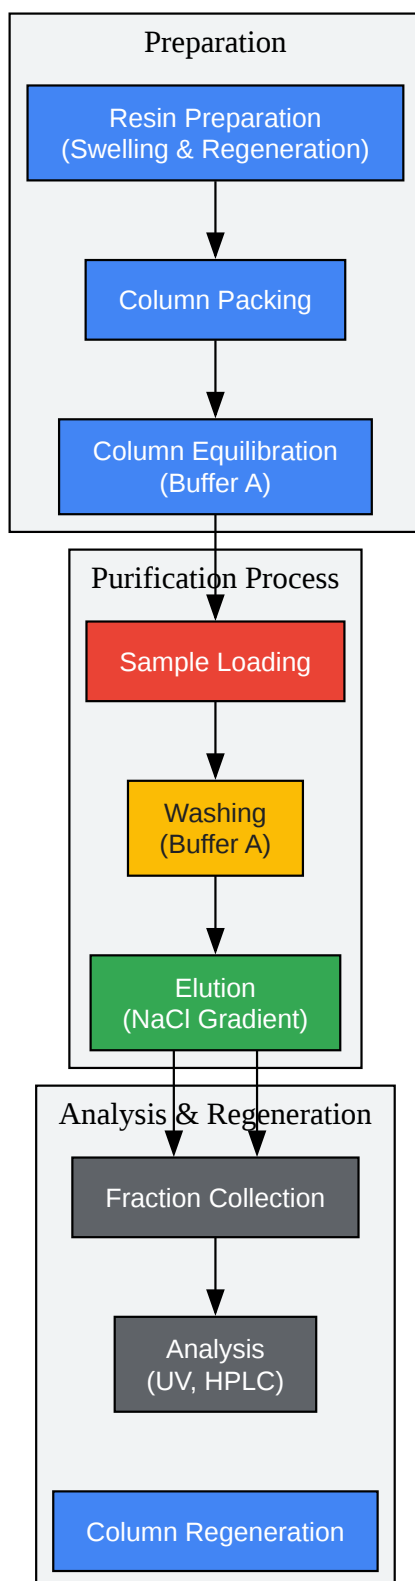 Preparation
Resin Preparation
(Swelling & Regeneration)
Column Packing
Column Equilibration
(Buffer A)
Purification Process
Sample Loading
Washing
(Buffer A)
Elution
(NaCl Gradient)
Analysis & Regeneration
Fraction Collection
Analysis
(UV, HPLC)
Column Regeneration